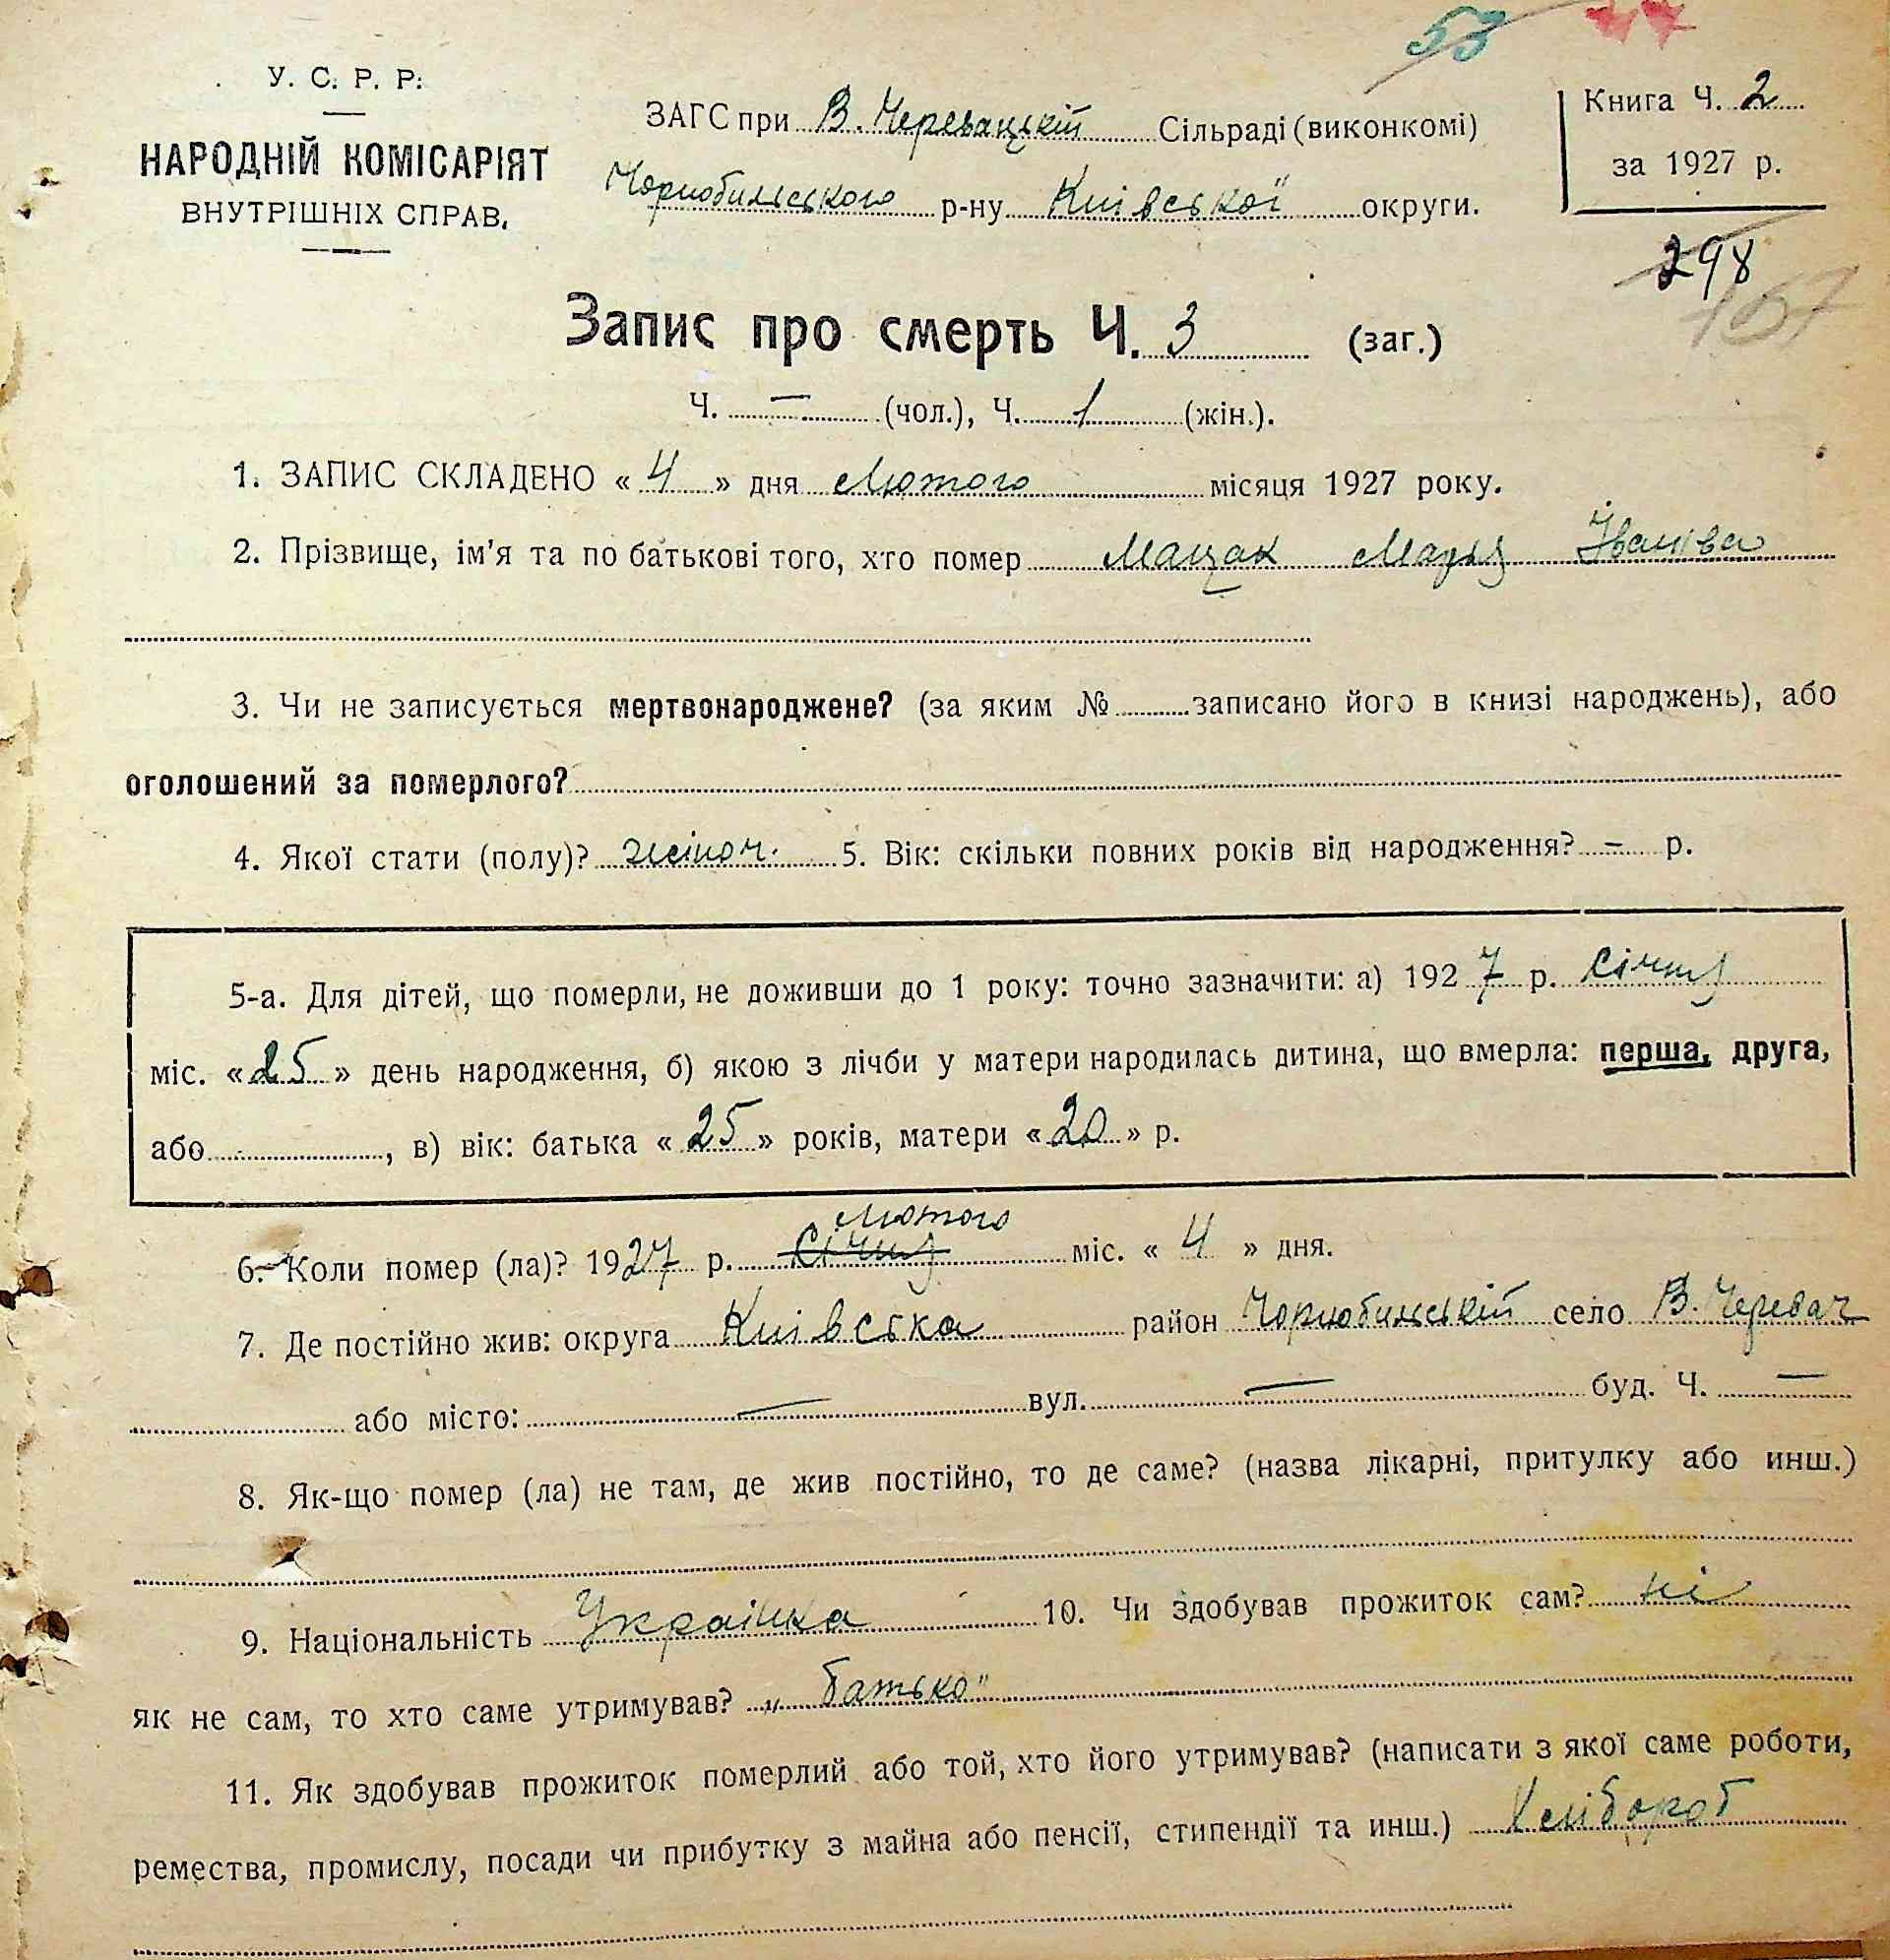 53
У. С. Р. Р.
НАРОДНІЙ КОМІСАРІЯТ
ВНУТРІШНІХ СПРАВ.
ЗАГС при В. Черевацькій Сільраді (виконкомі)
Чорнобильського р-ну Київської округи.
Книга Ч. 2
за 1927 р.
298
167
Запис про смерть Ч. 3 (заг.)
Ч. — (чол.), Ч. 1 (жін.).
1. ЗАПИС СКЛАДЕНО « 4 » дня Лютого місяця 1927 року.
2. Прізвище, ім'я та по батькові того, хто помер Мацак Марія Іванівна
3. Чи не записується мертвонароджене? (за яким № записано його в книзі народжень), або
оголошений за померлого?
4. Якої стати (полу)? жіноч. 5. Вік: скільки повних років від народження? — р.
5-а. Для дітей, що померли, не доживши до 1 року: точно зазначити: а) 1927 р. Січня
міс. «25» день народження, б) якою з лічби у матери народилась дитина, що вмерла: перша, друга,
або , в) вік: батька «25» років, матери «20» р.
Лютого
6. Коли помер (ла)? 1927 р. Січня міс. « 4 » дня.
7. Де постійно жив: округа Київська район Чорнобильській село В. Черевач
або місто: — вул. — буд. Ч. —
8. Як-що помер (ла) не там, де жив постійно, то де саме? (назва лікарні, притулку або инш.)
9. Національність Українка 10. Чи здобував прожиток сам? ні
як не сам, то хто саме утримував? „батько"
11. Як здобував прожиток померлий або той, хто його утримував? (написати з якої саме роботи,
ремества, промислу, посади чи прибутку з майна або пенсії, стипендії та инш.) Хлібороб